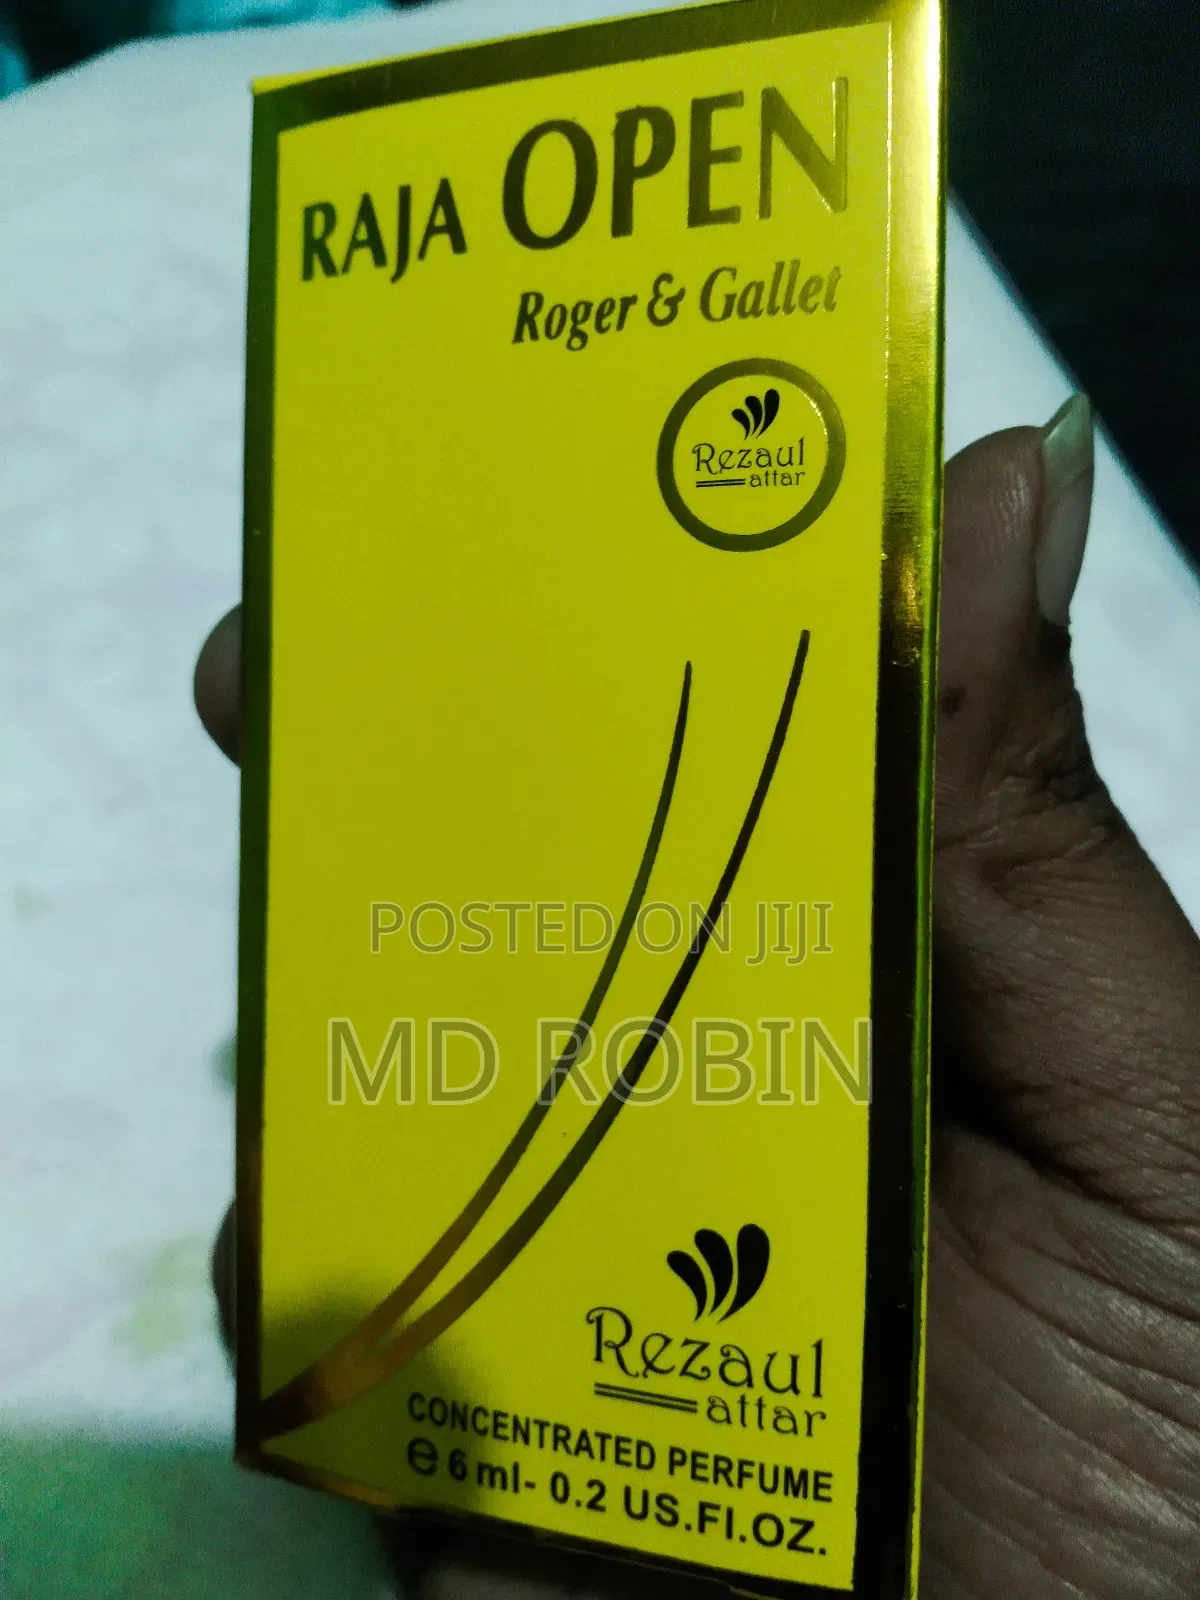 RAJA OPEN
Roger & Gallet
Rezaul
attar
POSTED ON JIJI
MD ROBIN
Rezaul
attar
CONCENTRATED PERFUME
℮ 6 ml- 0.2 US.Fl.OZ.